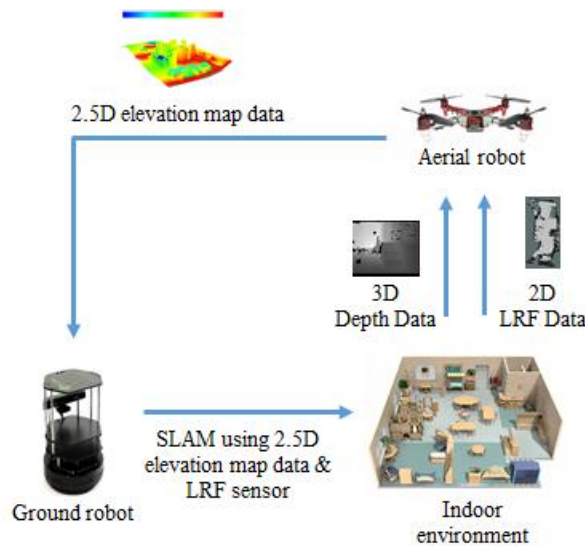 2.5D elevation map data
Aerial robot
3D
Depth Data
2D
LRF Data
SLAM using 2.5D
elevation map data &
LRF sensor
Ground robot
Indoor
environment